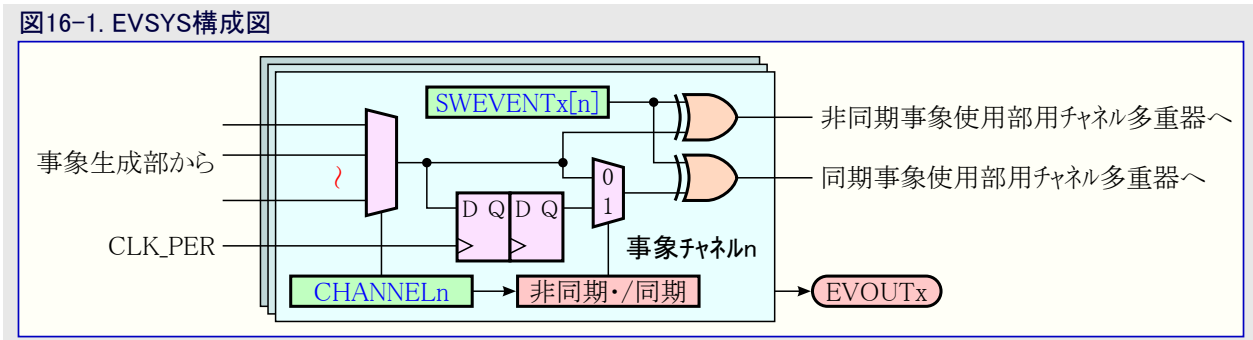 図16-1. EVSYS構成図
SWEVENTx[n]
非同期事象使用部用チャネル多重器へ
事象生成部から
~
0
1
同期事象使用部用チャネル多重器へ
D Q
D Q
CLK_PER
事象チャネルn
CHANNELn
非同期・/同期
EVOUTx